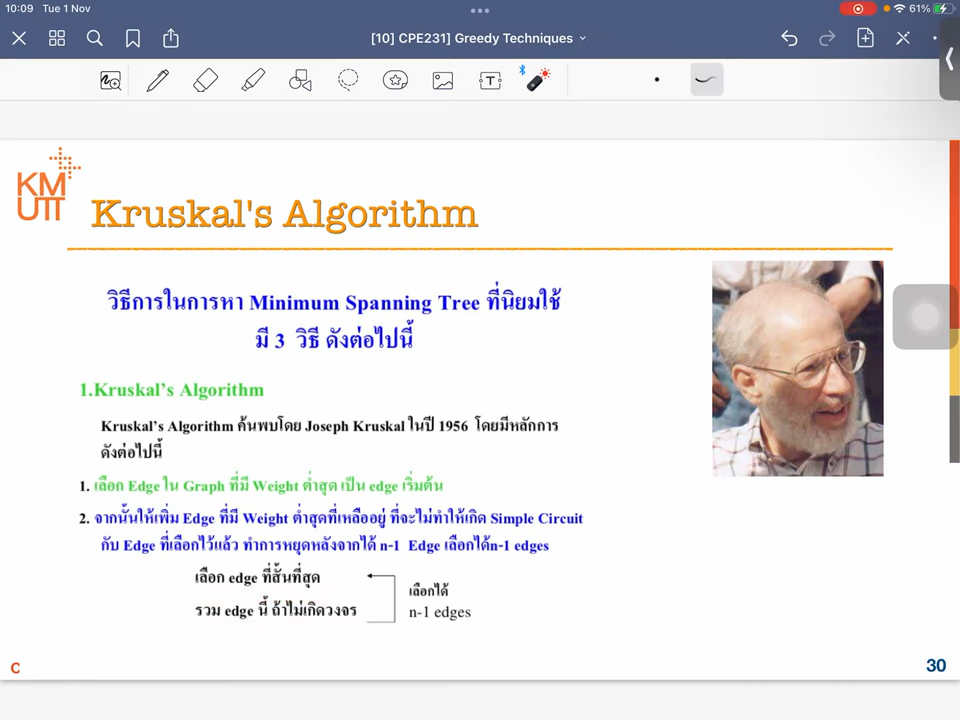 10:09 Tue 1 Nov
61%
[10] CPE231] Greedy Techniques
T
KM
UTT
Kruskal's Algorithm
วิธีการในการหา Minimum Spanning Tree ที่นิยมใช้
มี 3 วิธี ดังต่อไปนี้
1.Kruskal's Algorithm
Kruskal's Algorithm ค้นพบโดย Joseph Kruskal ในปี 1956 โดยมีหลักการ
ดังต่อไปนี้
1. เลือก Edge ใน Graph ที่มี Weight ต่ำสุด เป็น edge เริ่มต้น
2. จากนั้นให้เพิ่ม Edge ที่มี Weight ต่ำสุดที่เหลืออยู่ ที่จะไม่ทำให้เกิด Simple Circuit
กับ Edge ที่เลือกไว้แล้ว ทำการหยุดหลังจากได้ n-1 Edge เลือกได้n-1 edges
เลือก edge ที่สั้นที่สุด
รวม edge นี้ ถ้าไม่เกิดวงจร
เลือกได้
n-1 edges
C
30